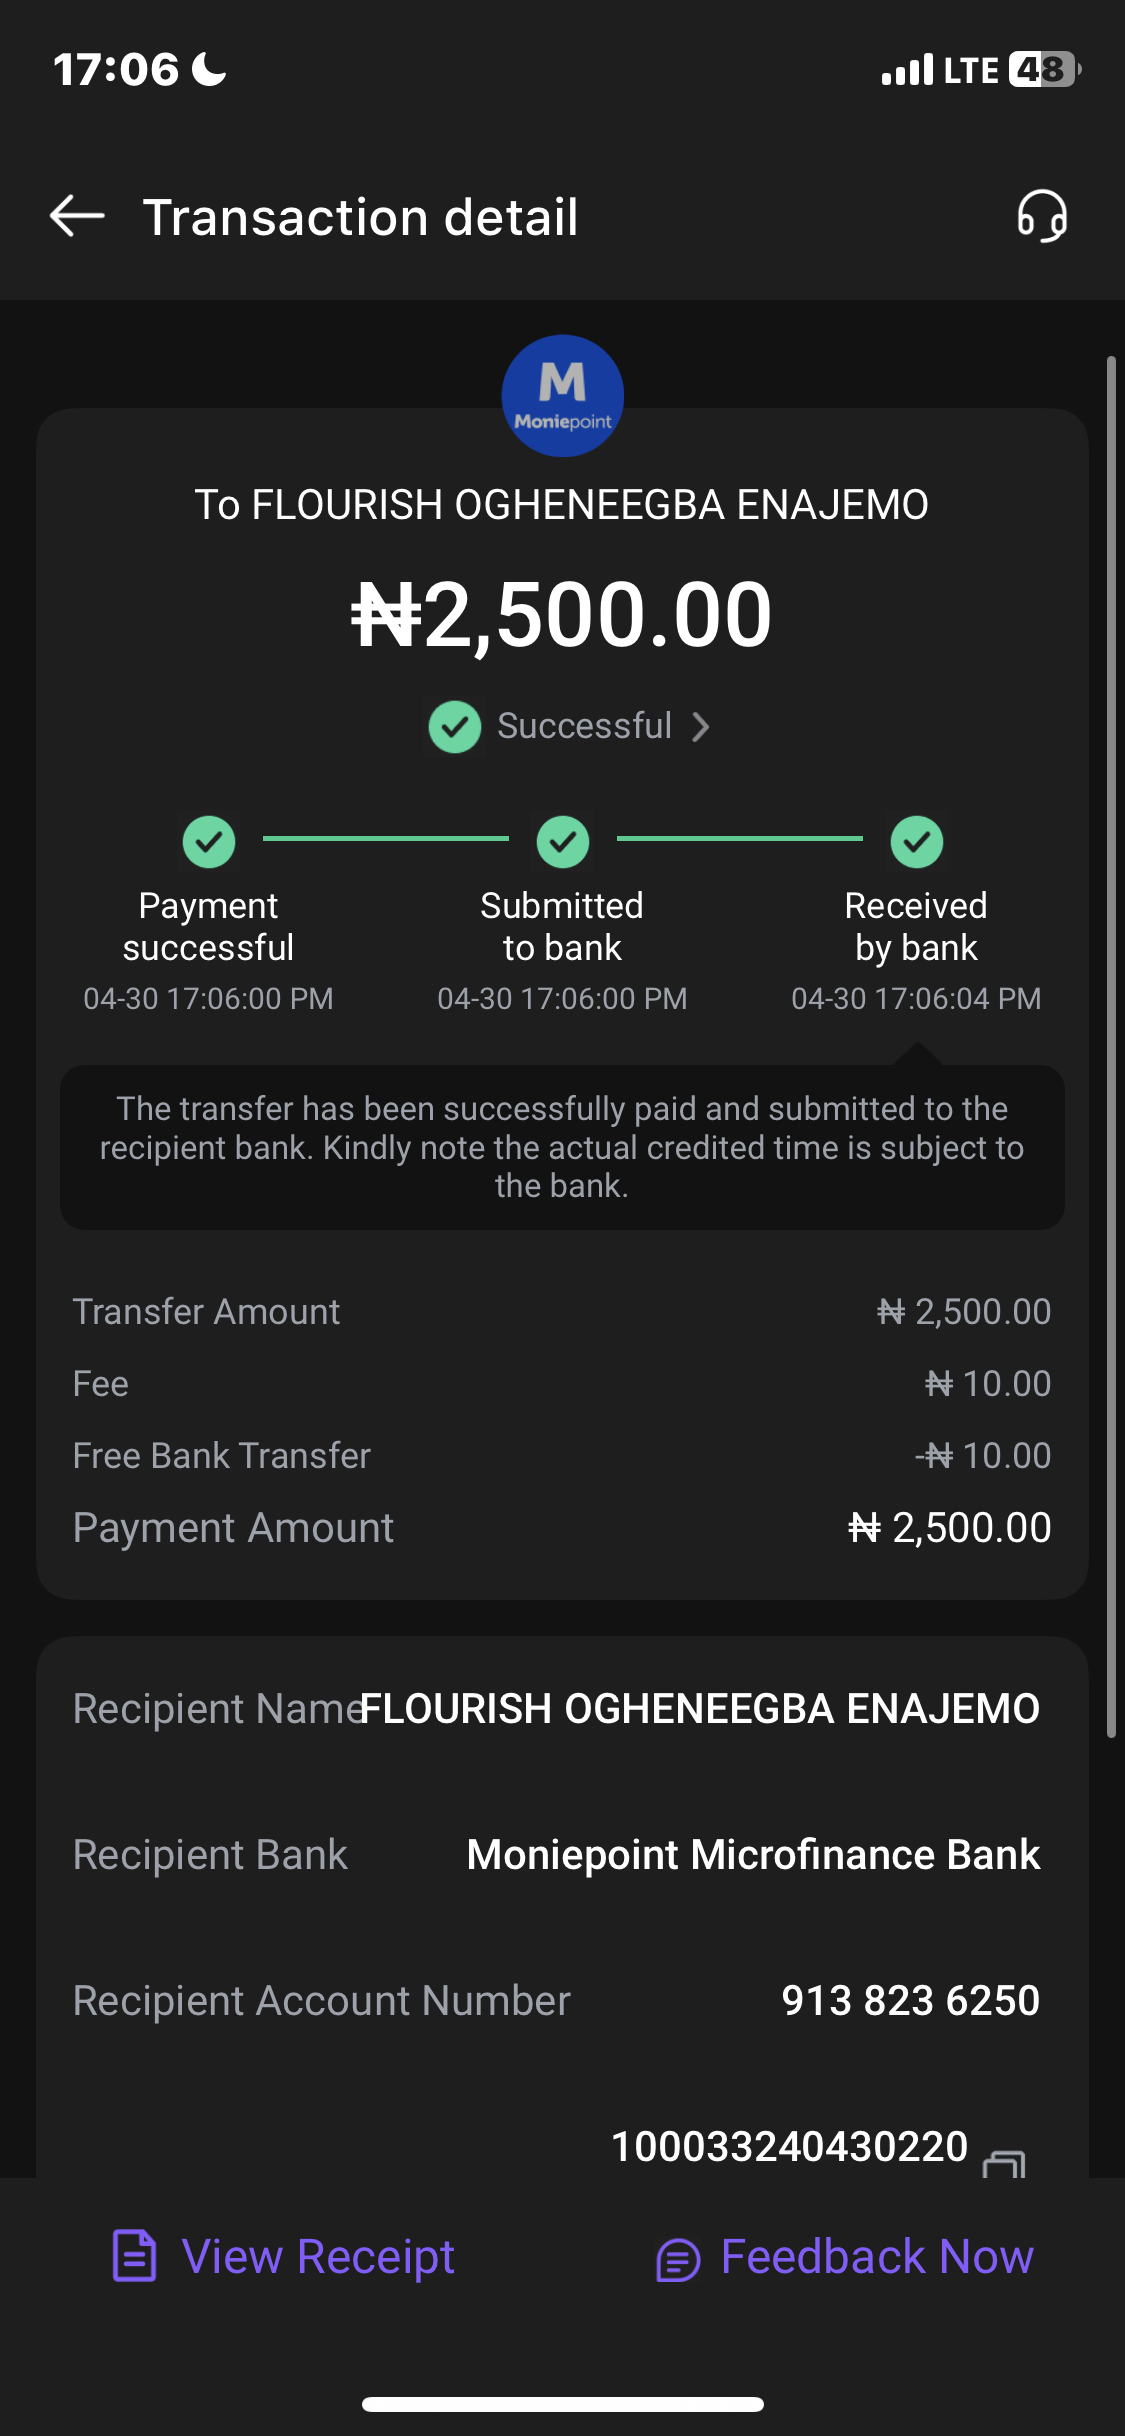 17:06 LTE 48
Transaction detail
M
Moniepoint
To FLOURISH OGHENEEGBA ENAJEMO
₦2,500.00
Successful
Payment successful
04-30 17:06:00 PM
Submitted to bank
04-30 17:06:00 PM
Received by bank
04-30 17:06:04 PM
The transfer has been successfully paid and submitted to the
recipient bank. Kindly note the actual credited time is subject to
the bank.
Transfer Amount ₦ 2,500.00
Fee ₦ 10.00
Free Bank Transfer -₦ 10.00
Payment Amount ₦ 2,500.00
Recipient Name FLOURISH OGHENEEGBA ENAJEMO
Recipient Bank Moniepoint Microfinance Bank
Recipient Account Number 913 823 6250
100033240430220
View Receipt Feedback Now